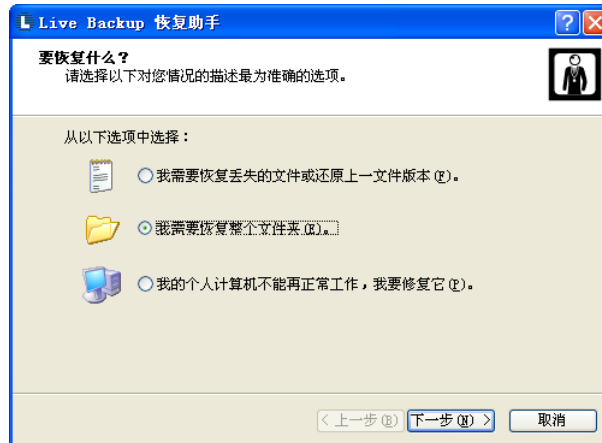 L Live Backup 恢复助手
要恢复什么？
请选择以下对您情况的描述最为准确的选项。
从以下选项中选择：
我需要恢复丢失的文件或还原上一文件版本(F)。
我需要恢复整个文件夹(E)。
我的个人计算机不能再正常工作，我要修复它(P)。
< 上一步(B) 下一步(N) > 取消